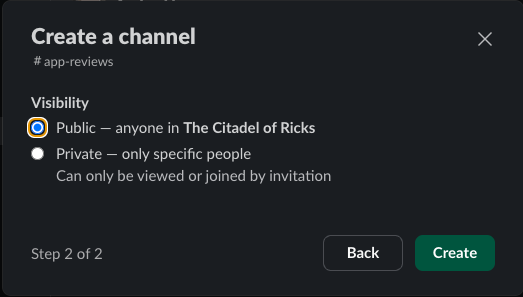 Create a channel
# app-reviews
Visibility
Public — anyone in The Citadel of Ricks
Private — only specific people
Can only be viewed or joined by invitation
Step 2 of 2
Back
Create